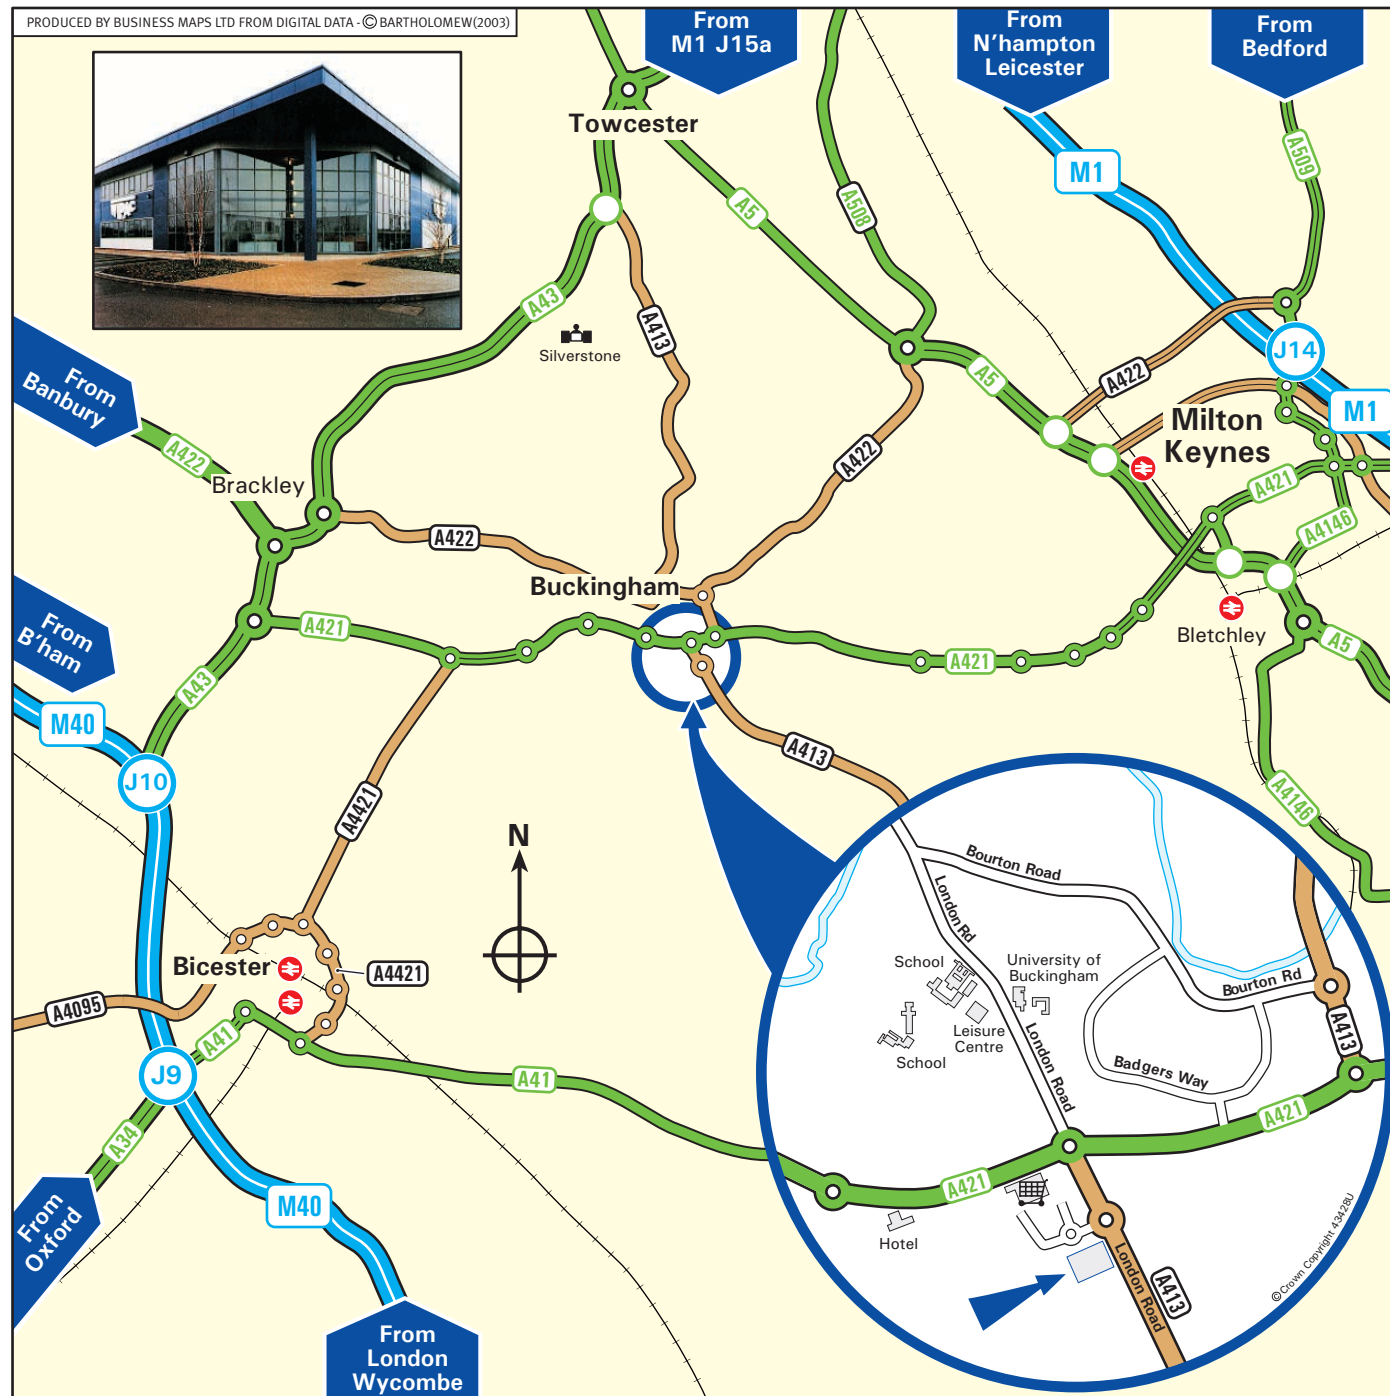 PRODUCED BY BUSINESS MAPS LTD FROM DIGITAL DATA - © BARTHOLOMEW(2003)
From
M1 J15a
From
N'hampton
Leicester
From
Bedford
Towcester
M1
A509
A5
A508
A43
A413
Silverstone
J14
A5
A422
M1
From
Banbury
A422
Milton
Keynes
Brackley
A422
A421
A422
A4146
Buckingham
From
B'ham
A421
Bletchley
A5
A421
A43
M40
A413
J10
A4421
A4146
N
Bourton Road
London Rd
Bicester
A4421
School
University of
Buckingham
Bourton Rd
A4095
Leisure
Centre
A413
A41
School
London Road
Badgers Way
J9
A41
A421
A34
A421
M40
From
Oxford
Hotel
London Road
A413
©Crown Copyright 43428U
From
London
Wycombe